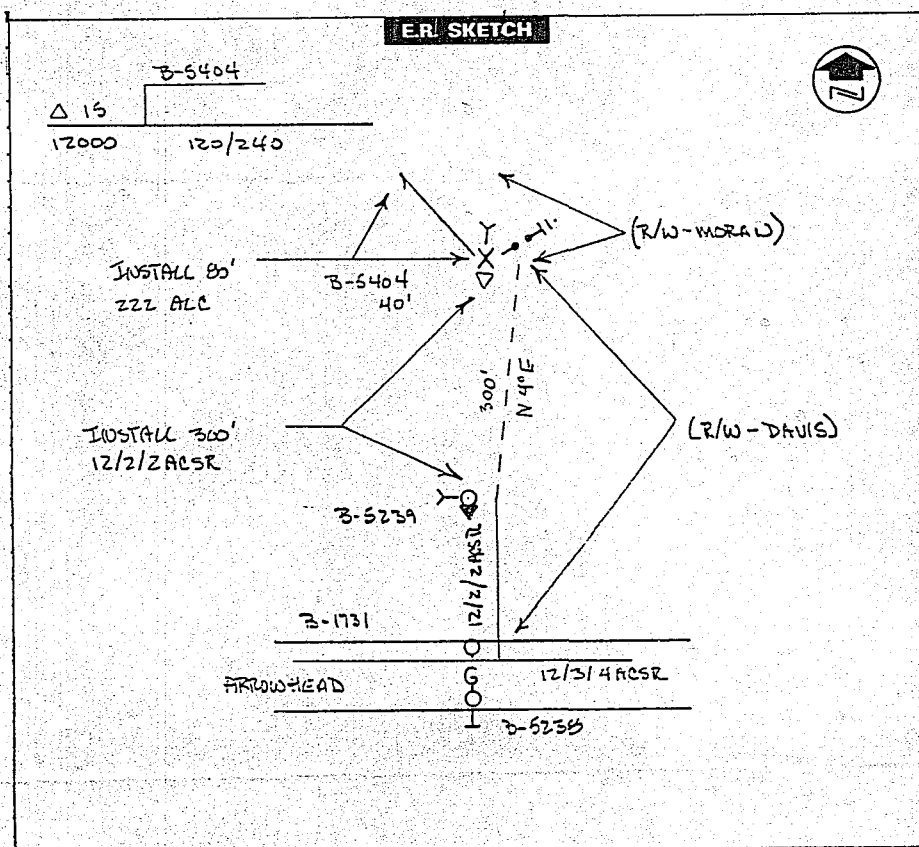 E.R. SKETCH
N
B-5404
△ 15
12000 120/240
(R/W-MORAN)
INSTALL 80'
222 ALC
B-5404
40'
300'
N 4°E
INSTALL 300'
12/2/2ACSR
(R/W-DAVIS)
B-5239
12/2/2ACSR
B-1731
G
12/3/4ACSR
ARROWHEAD
B-5238